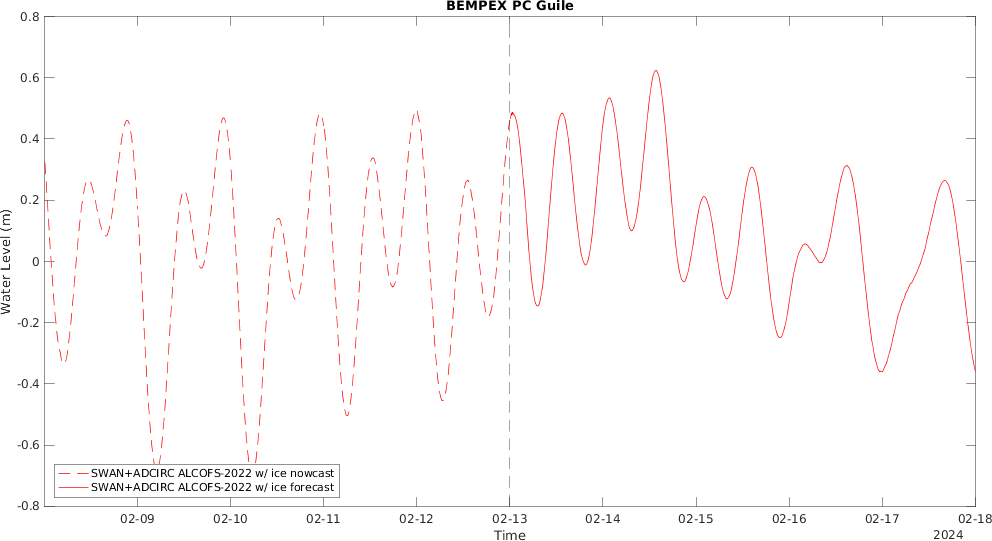 BEMPEX PC Guile
0.8
0.6
0.4
0.2
0
-0.2
-0.4
-0.6
-0.8
Water Level (m)
SWAN+ADCIRC ALCOFS-2022 w/ ice nowcast
SWAN+ADCIRC ALCOFS-2022 w/ ice forecast
02-09 02-10 02-11 02-12 02-13 02-14 02-15 02-16 02-17 02-18
Time
2024